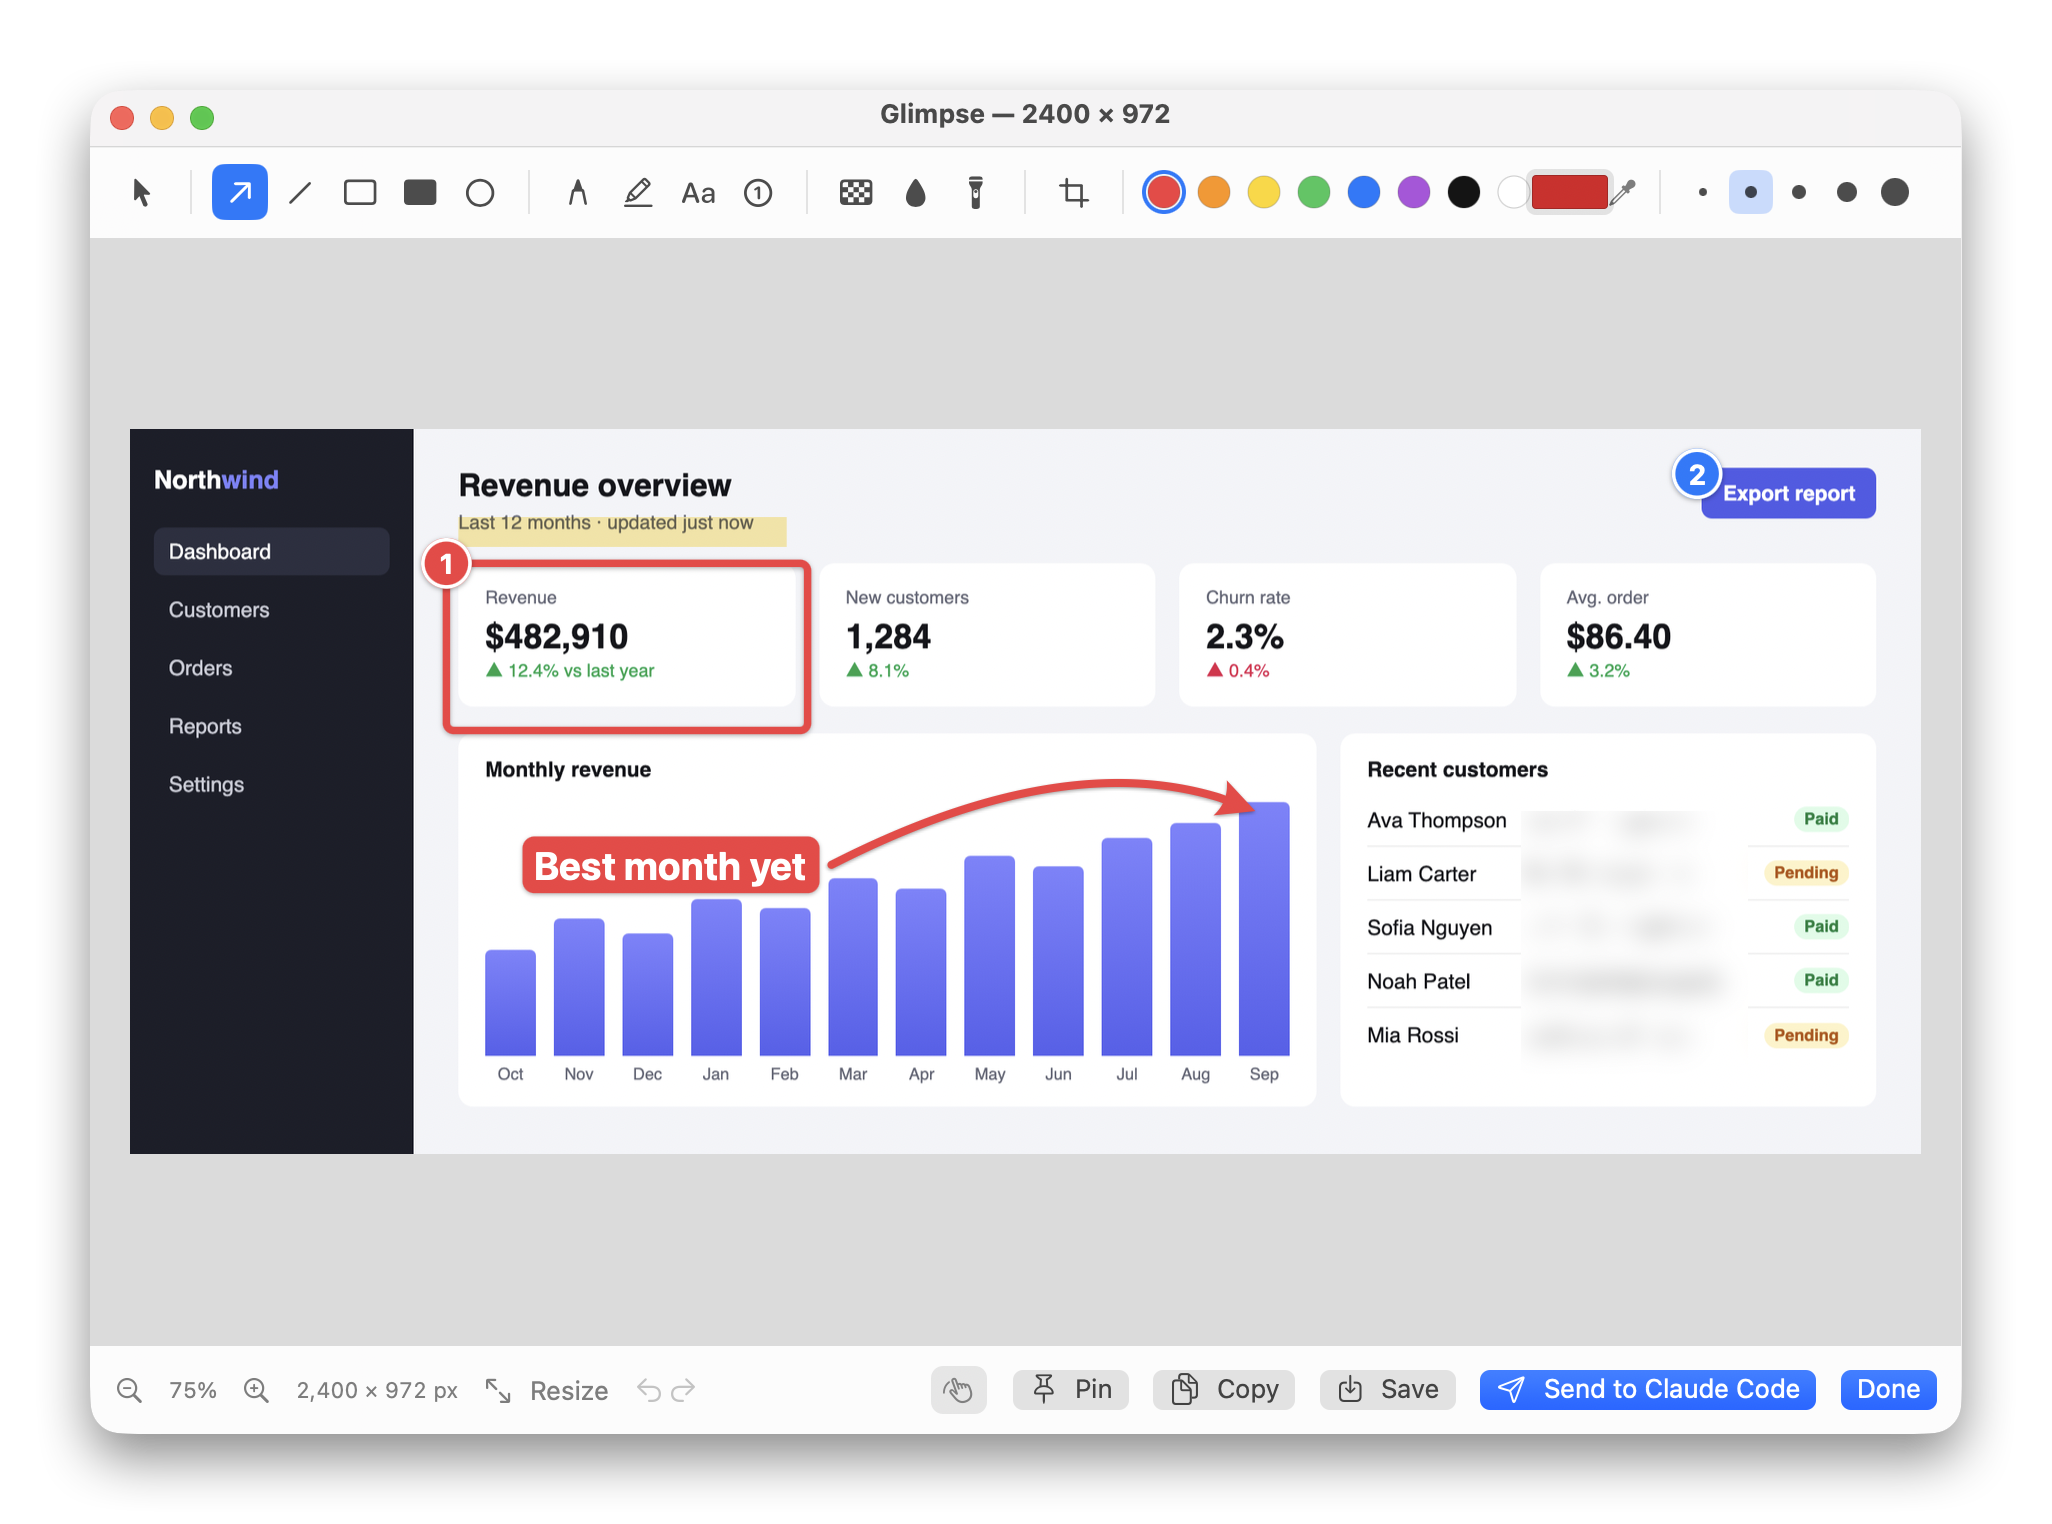 Glimpse — 2400 × 972
Aa
1
Northwind
Dashboard
Customers
Orders
Reports
Settings
Revenue overview
Last 12 months · updated just now
2
Export report
1
Revenue
$482,910
▲ 12.4% vs last year
New customers
1,284
▲ 8.1%
Churn rate
2.3%
▲ 0.4%
Avg. order
$86.40
▲ 3.2%
Monthly revenue
Best month yet
Oct Nov Dec Jan Feb Mar Apr May Jun Jul Aug Sep
Recent customers
Ava Thompson Paid
Liam Carter Pending
Sofia Nguyen Paid
Noah Patel Paid
Mia Rossi Pending
75%
2,400 × 972 px
Resize
Pin
Copy
Save
Send to Claude Code
Done